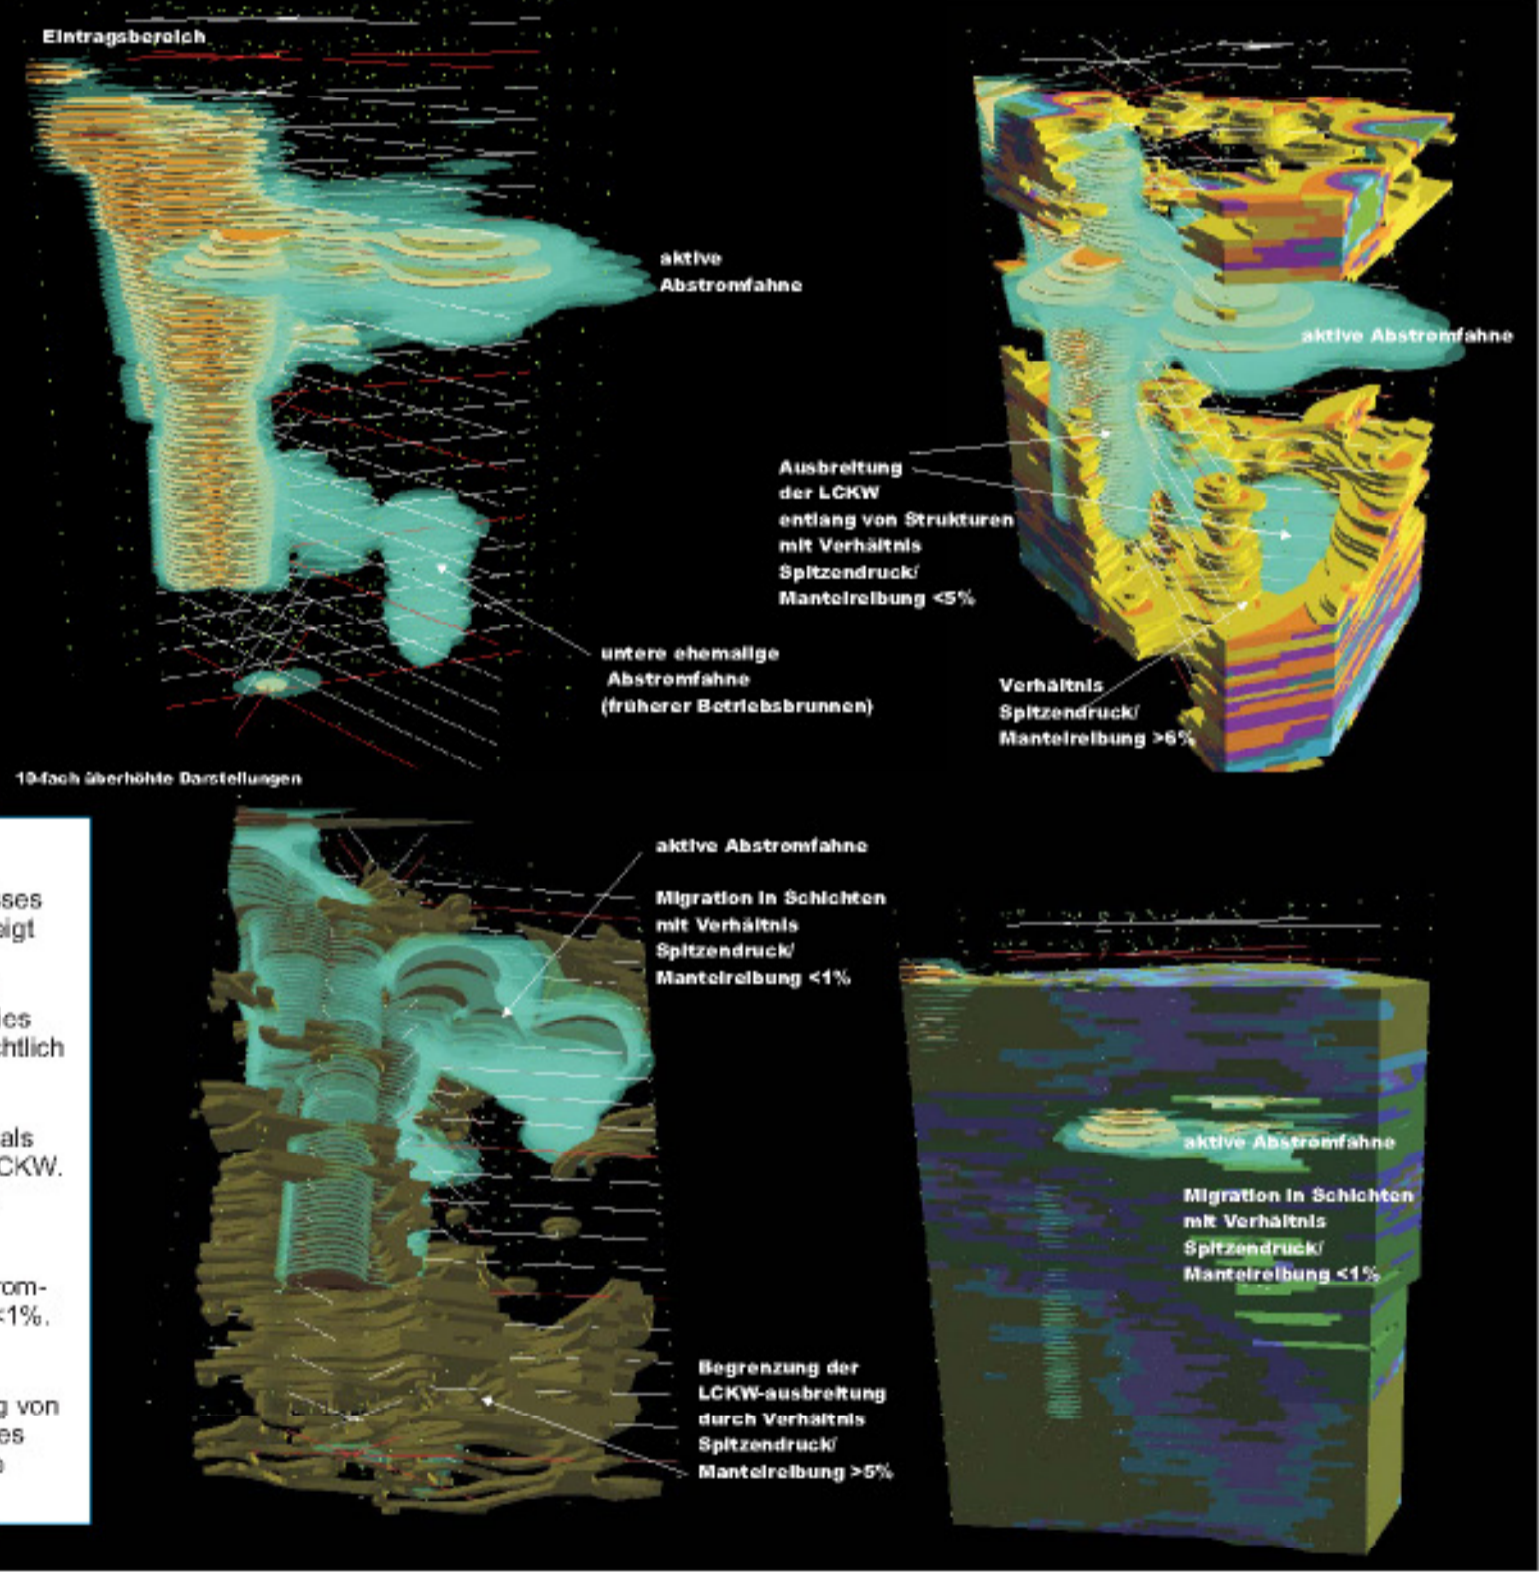 Eintragsbereich
aktive
Abstromfahne
untere ehemalige
Abstromfahne
(früherer Betriebsbrunnen)
10-fach überhöhte Darstellungen
aktive Abstromfahne
Ausbreitung
der LCKW
entlang von Strukturen
mit Verhältnis
Spitzendruck/
Mantelreibung <5%
Verhältnis
Spitzendruck/
Mantelreibung >6%
aktive Abstromfahne
Migration in Schichten
mit Verhältnis
Spitzendruck/
Mantelreibung <1%
Begrenzung der
LCKW-ausbreitung
durch Verhältnis
Spitzendruck/
Mantelreibung >5%
aktive Abstromfahne
Migration in Schichten
mit Verhältnis
Spitzendruck/
Mantelreibung <1%
als
<1%.
von